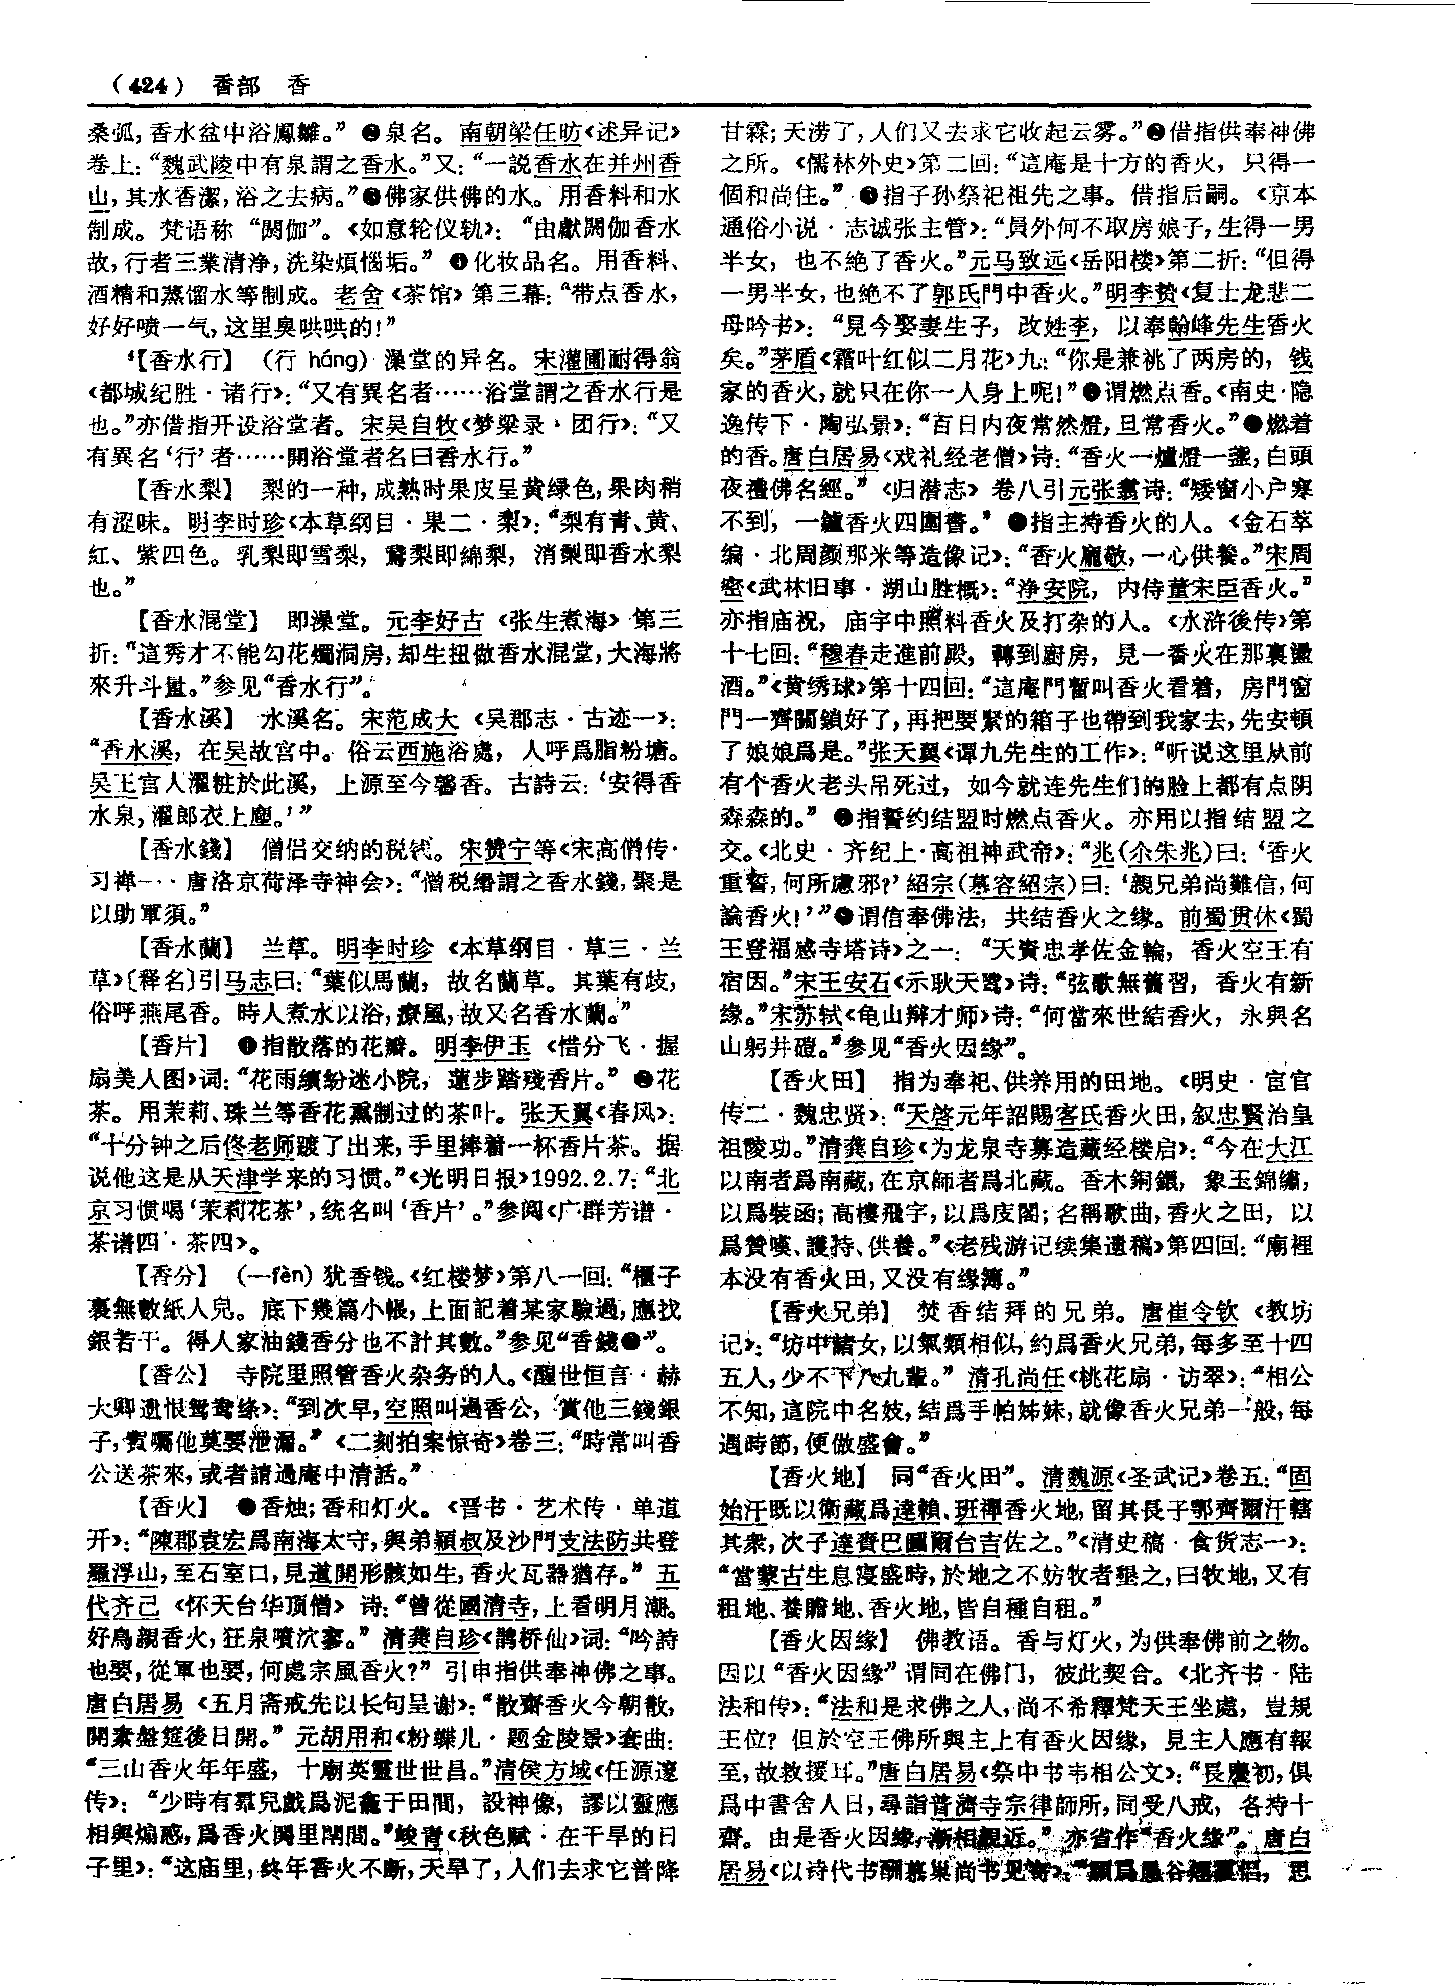 （424） 香部 香
桑弧，香水盆中浴鳳雛。”❷泉名。南朝梁任昉《述异记》
卷上：“魏武陵中有泉謂之香水。”又：“一説香水在并州香
山，其水香潔，浴之去病。”❸佛家供佛的水。用香料和水
制成。梵语称“閼伽”。《如意轮仪轨》：“由獻閼伽香水
故，行者三業清净，洗染煩惱垢。”❹化妆品名。用香料、
酒精和蒸馏水等制成。老舍《茶馆》第三幕：“带点香水，
好好喷一气，这里臭哄哄的！”
【香水行】（行 háng）澡堂的异名。宋灌圃耐得翁
《都城纪胜·诸行》：“又有異名者……浴堂謂之香水行是
也。”亦借指开设浴堂者。宋吴自牧《梦粱录·团行》：“又
有異名‘行’者……開浴堂者名曰香水行。”
【香水梨】 梨的一种，成熟时果皮呈黄绿色，果肉稍
有涩味。明李时珍《本草纲目·果二·梨》：“梨有青、黄、
紅、紫四色。乳梨即雪梨，鵞梨即綿梨，消梨即香水梨
也。”
【香水混堂】 即澡堂。元李好古《张生煮海》第三
折：“這秀才不能勾花燭洞房，却生扭做香水混堂，大海將
來升斗量。”参见“香水行”。
【香水溪】 水溪名。宋范成大《吴郡志·古迹一》：
“香水溪，在吴故宫中。俗云西施浴處，人呼爲脂粉塘。
吴王宫人濯粧於此溪，上源至今馨香。古詩云：‘安得香
水泉，濯郎衣上塵。’”
【香水錢】 僧侣交纳的税钱。宋赞宁等《宋高僧传·
习禅一·唐洛京荷泽寺神会》：“僧税緡謂之香水錢，聚是
以助軍須。”
【香水蘭】 兰草。明李时珍《本草纲目·草三·兰
草》〔释名〕引马志曰：“葉似馬蘭，故名蘭草。其葉有歧，
俗呼燕尾香。時人煮水以浴，療風，故又名香水蘭。”
【香片】 ❶指散落的花瓣。明李伊玉《惜分飞·握
扇美人图》词：“花雨繽紛迷小院，蓮步踏殘香片。”❷花
茶。用茉莉、珠兰等香花熏制过的茶叶。张天翼《春风》：
“十分钟之后佟老师踱了出来，手里捧着一杯香片茶。据
说他这是从天津学来的习惯。”《光明日报》1992.2.7：“北
京习惯喝‘茉莉花茶’，统名叫‘香片’。”参阅《广群芳谱·
茶谱四·茶四》。
【香分】（—fèn）犹香钱。《红楼梦》第八一回：“櫃子
裏無數紙人兒。底下幾篇小帳，上面記着某家驗過，應找
銀若干。得人家油錢香分也不計其數。”参见“香錢❶”。
【香公】 寺院里照管香火杂务的人。《醒世恒言·赫
大卿遗恨鸳鸯绦》：“到次早，空照叫過香公，賞他三錢銀
子，買囑他莫要泄漏。”《二刻拍案惊奇》卷三：“時常叫香
公送茶來，或者請過庵中清話。”
【香火】 ❶香烛；香和灯火。《晋书·艺术传·单道
开》：“陳郡袁宏爲南海太守，與弟穎叔及沙門支法防共登
羅浮山，至石室口，見道開形骸如生，香火瓦器猶存。”五
代齐己《怀天台华顶僧》诗：“曾從國清寺，上看明月潮。
好鳥親香火，狂泉噴泬寥。”清龚自珍《鹊桥仙》词：“吟詩
也要，從軍也要，何處宗風香火？”引申指供奉神佛之事。
唐白居易《五月斋戒先以长句呈谢》：“散齋香火今朝散，
開素盤筵後日開。”元胡用和《粉蝶儿·题金陵景》套曲：
“三山香火年年盛，十廟英靈世世昌。”清侯方域《任源邃
传》：“少時有羣兒戲爲泥龕于田間，設神像，謬以靈應
相與煽惑，爲香火閧里閈間。”峻青《秋色赋·在干旱的日
子里》：“这庙里，终年香火不断，天旱了，人们去求它普降
甘霖；天涝了，人们又去求它收起云雾。”❷借指供奉神佛
之所。《儒林外史》第二回：“這庵是十方的香火，只得一
個和尚住。”❸指子孙祭祀祖先之事。借指后嗣。《京本
通俗小说·志诚张主管》：“員外何不取房娘子，生得一男
半女，也不絶了香火。”元马致远《岳阳楼》第二折：“但得
一男半女，也絶不了郭氏門中香火。”明李贽《复士龙悲二
母吟书》：“見今娶妻生子，改姓李，以奉翰峰先生香火
矣。”茅盾《霜叶红似二月花》九：“你是兼祧了两房的，钱
家的香火，就只在你一人身上呢！”❹谓燃点香。《南史·隐
逸传下·陶弘景》：“百日内夜常然燈，旦常香火。”❺燃着
的香。唐白居易《戏礼经老僧》诗：“香火一爐燈一盞，白頭
夜禮佛名經。”《归潜志》卷八引元张翥诗：“矮窗小户寒
不到，一鑪香火四圍書。”❻指主持香火的人。《金石萃
编·北周颜那米等造像记》：“香火龐敬，一心供養。”宋周
密《武林旧事·湖山胜概》：“净安院，内侍董宋臣香火。”
亦指庙祝，庙宇中照料香火及打杂的人。《水浒後传》第
十七回：“穆春走進前殿，轉到廚房，見一香火在那裏盪
酒。”《黄绣球》第十四回：“這庵門暫叫香火看着，房門窗
門一齊關鎖好了，再把要緊的箱子也帶到我家去，先安頓
了娘娘爲是。”张天翼《谭九先生的工作》：“听说这里从前
有个香火老头吊死过，如今就连先生们的脸上都有点阴
森森的。”❼指誓约结盟时燃点香火。亦用以指结盟之
交。《北史·齐纪上·高祖神武帝》：“兆（尒朱兆）曰：‘香火
重誓，何所慮邪？’紹宗（慕容紹宗）曰：‘親兄弟尚難信，何
論香火！’”❽谓信奉佛法，共结香火之缘。前蜀贯休《蜀
王登福感寺塔诗》之一：“天資忠孝佐金輪，香火空王有
宿因。”宋王安石《示耿天骘》诗：“弦歌無舊習，香火有新
缘。”宋苏轼《龟山辩才师》诗：“何當來世結香火，永與名
山躬井磑。”参见“香火因缘”。
【香火田】 指为奉祀、供养用的田地。《明史·宦官
传二·魏忠贤》：“天啓元年詔賜客氏香火田，叙忠賢治皇
祖陵功。”清龚自珍《为龙泉寺募造藏经楼启》：“今在大江
以南者爲南藏，在京師者爲北藏。香木銅鐶，象玉錦繡，
以爲裝函；高樓飛宇，以爲庋閣；名稱歌曲，香火之田，以
爲贊嘆、護持、供養。”《老残游记续集遗稿》第四回：“廟裡
本没有香火田，又没有缘簿。”
【香火兄弟】 焚香结拜的兄弟。唐崔令钦《教坊
记》：“坊中諸女，以氣類相似，約爲香火兄弟，每多至十四
五人，少不下八九輩。”清孔尚任《桃花扇·访翠》：“相公
不知，這院中名妓，結爲手帕姊妹，就像香火兄弟一般，每
遇時節，便做盛會。”
【香火地】 同“香火田”。清魏源《圣武记》卷五：“固
始汗既以衛藏爲達賴、班禪香火地，留其長子鄂齊爾汗轄
其衆，次子達賚巴圖爾台吉佐之。”《清史稿·食货志一》：
“當蒙古生息寖盛時，於地之不妨牧者墾之，曰牧地，又有
租地、養贍地、香火地，皆自種自租。”
【香火因缘】 佛教语。香与灯火，为供奉佛前之物。
因以“香火因缘”谓同在佛门，彼此契合。《北齐书·陆
法和传》：“法和是求佛之人，尚不希釋梵天王坐處，豈規
王位？但於空王佛所與主上有香火因缘，見主人應有報
至，故救援耳。”唐白居易《祭中书韦相公文》：“長慶初，俱
爲中書舍人日，尋詣普濟寺宗律師所，同受八戒，各持十
齋。由是香火因緣，漸相親近。”亦省作“香火缘”。唐白
居易《以诗代书酬慕巢尚书见寄》：“願爲愚谷煙霞侣，思